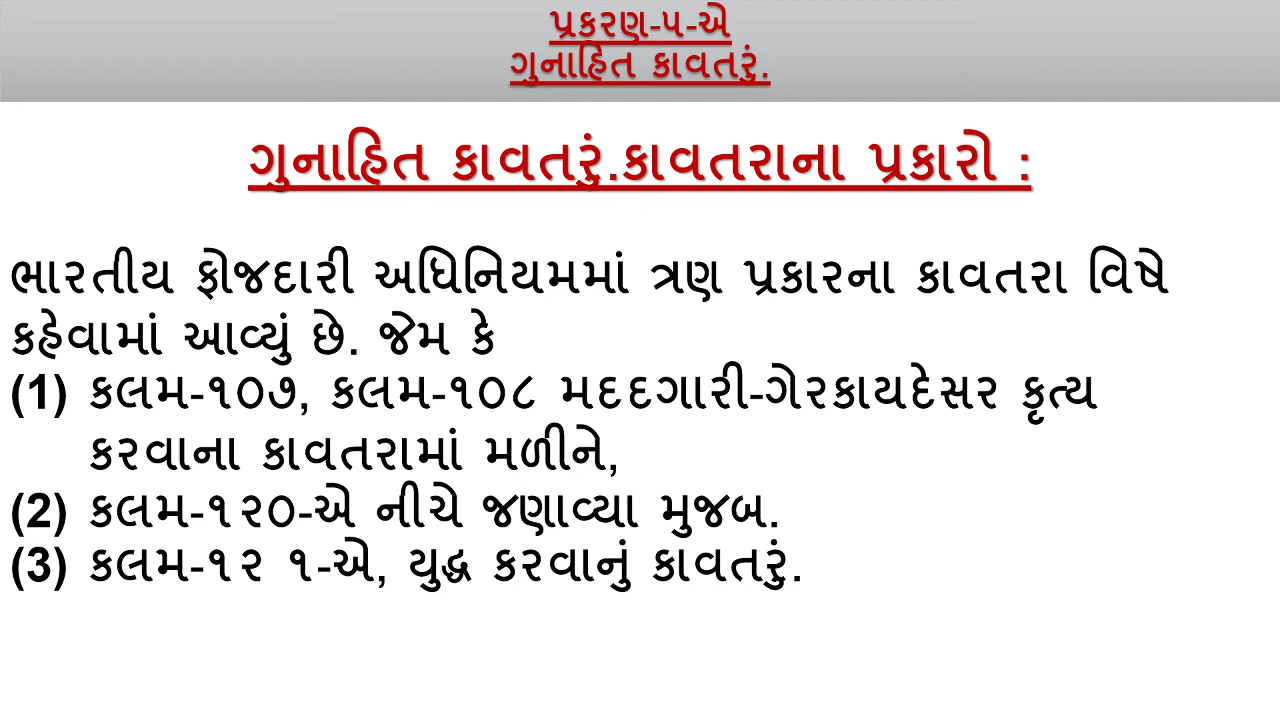 પ્રકરણ-૫-એ
ગુનાહિત કાવતરું.
ગુનાહિત કાવતરું.કાવતરાના પ્રકારો :
ભારતીય ફોજદારી અધિનિયમમાં ત્રણ પ્રકારના કાવતરા વિષે
કહેવામાં આવ્યું છે. જેમ કે
(1) કલમ-૧૦૭, કલમ-૧૦૮ મદદગારી-ગેરકાયદેસર કૃત્ય
કરવાના કાવતરામાં મળીને,
(2) કલમ-૧૨૦-એ નીચે જણાવ્યા મુજબ.
(3) કલમ-૧૨ ૧-એ, યુદ્ધ કરવાનું કાવતરું.